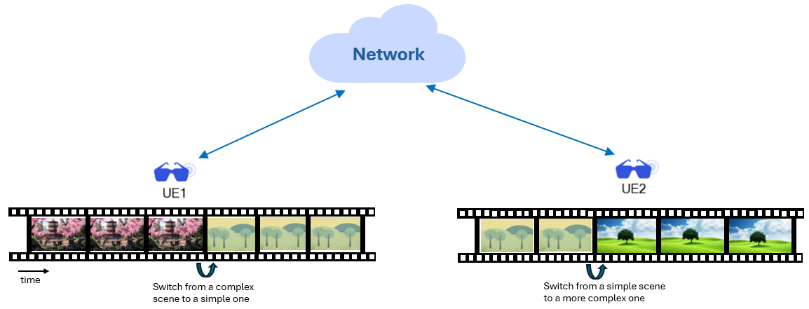 Network
UE1
UE2
time
Switch from a complex
scene to a simple one
Switch from a simple scene
to a more complex one